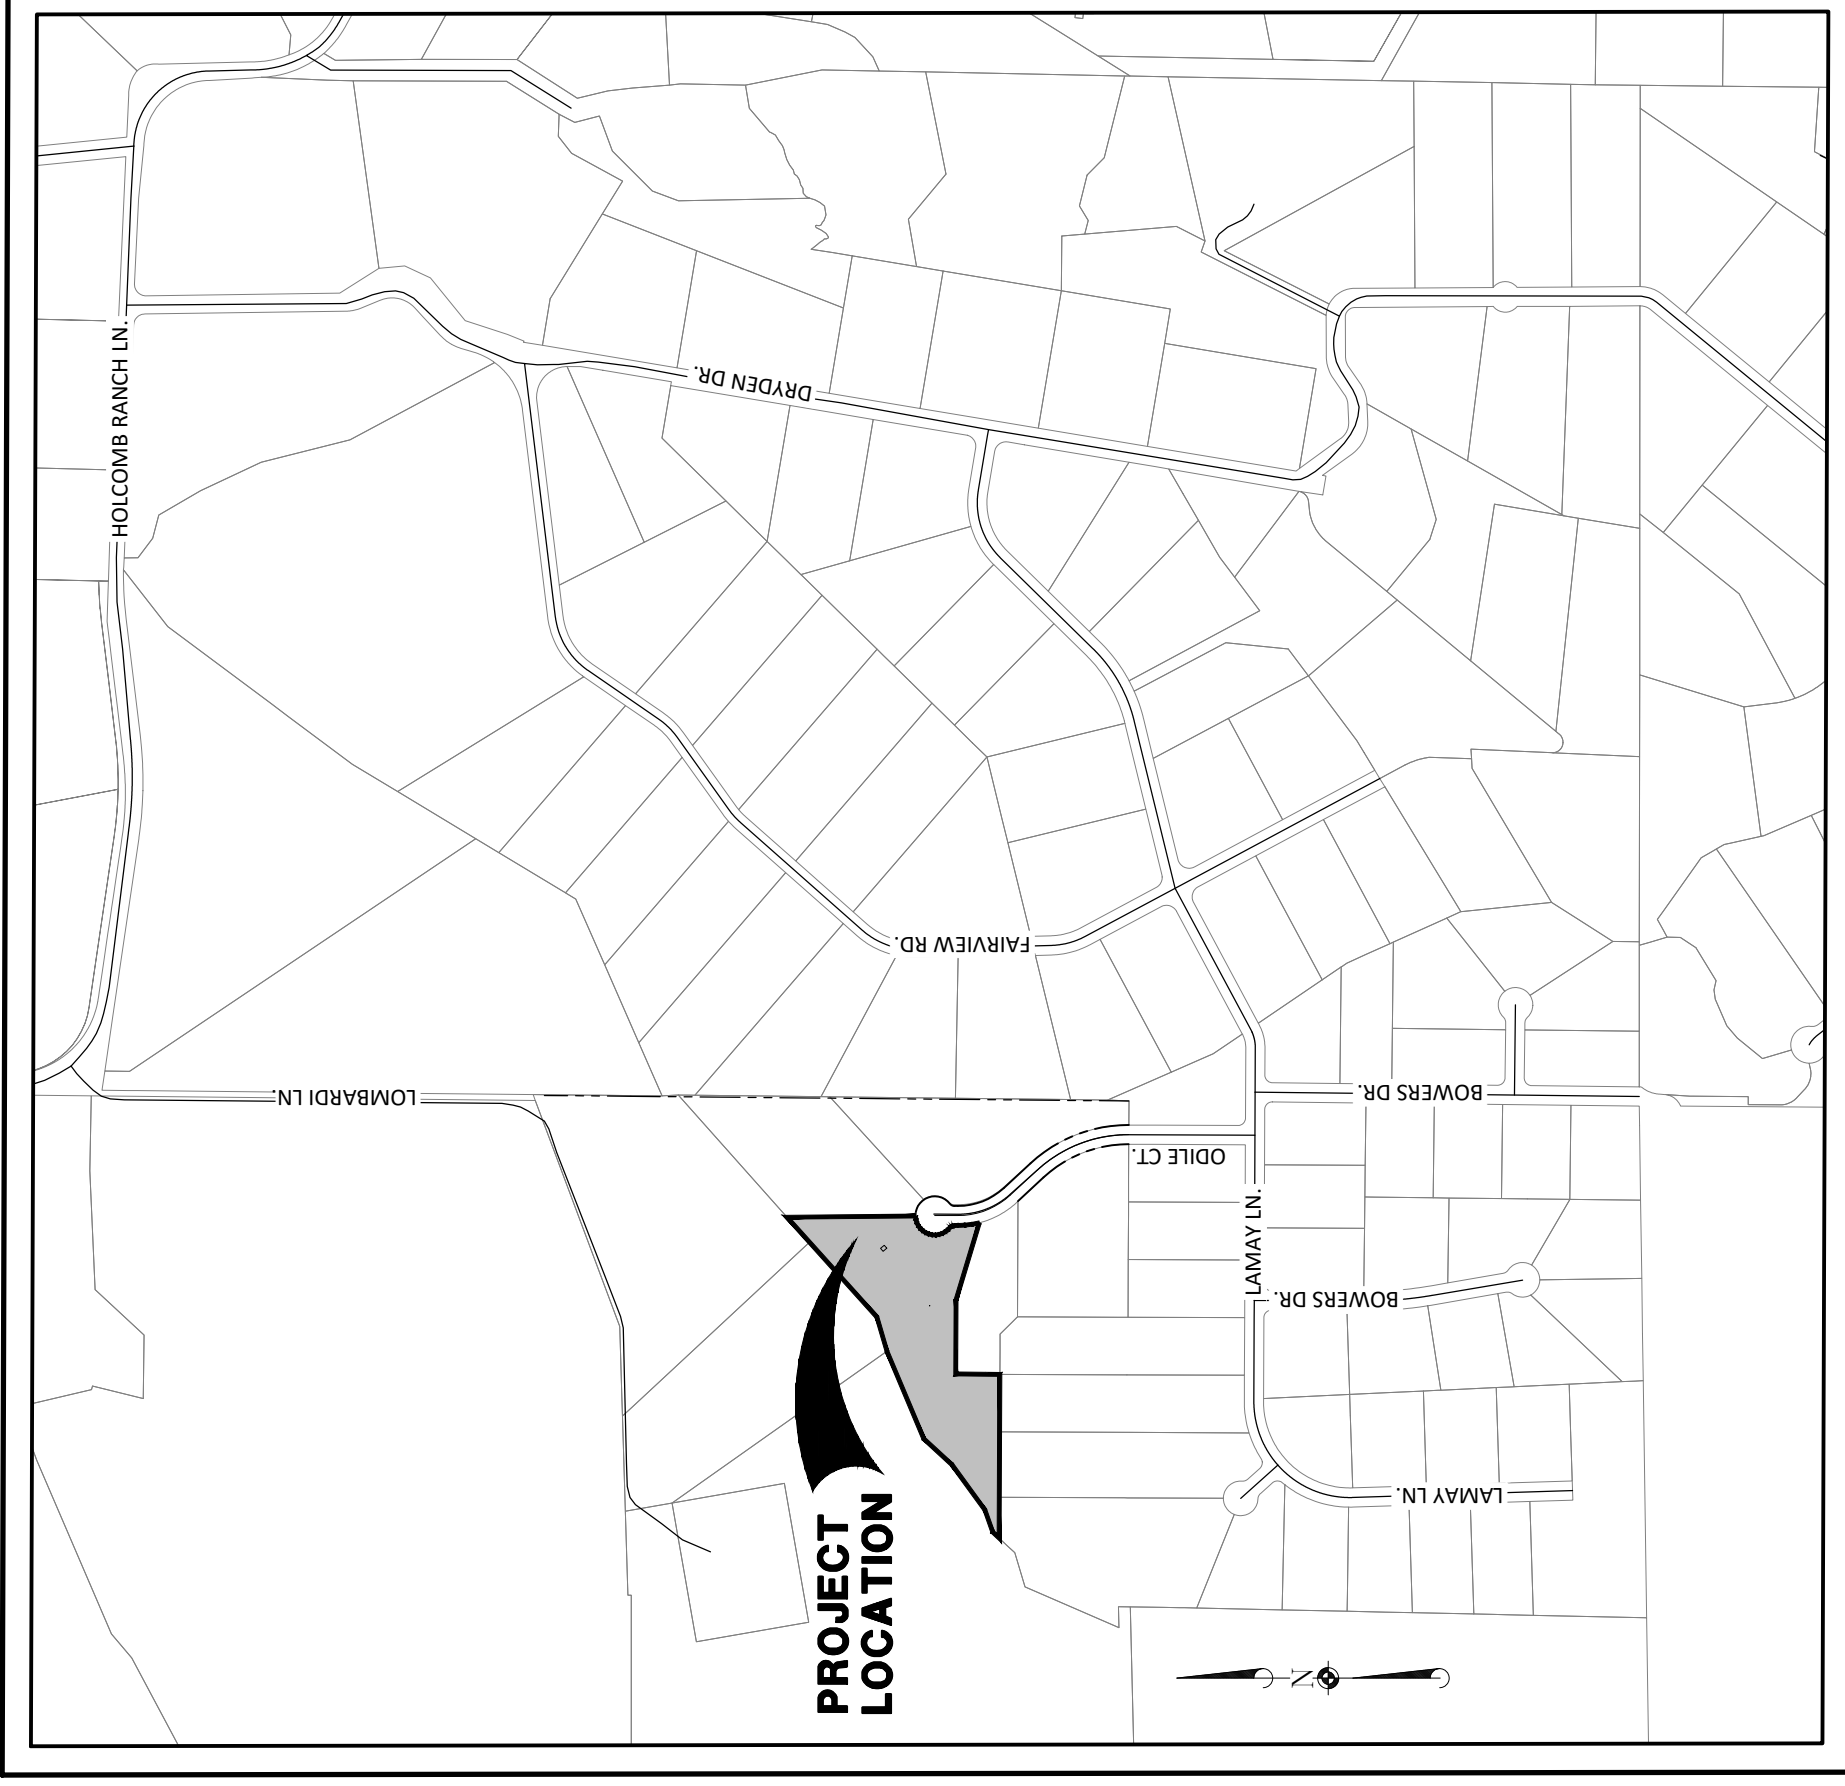 HOLCOMB RANCH LN.
DRYDEN DR.
FAIRVIEW RD.
LOMBARDI LN.
BOWERS DR.
ODILE CT.
LAMAY LN.
BOWERS DR.
LAMAY LN.
PROJECT
LOCATION
N